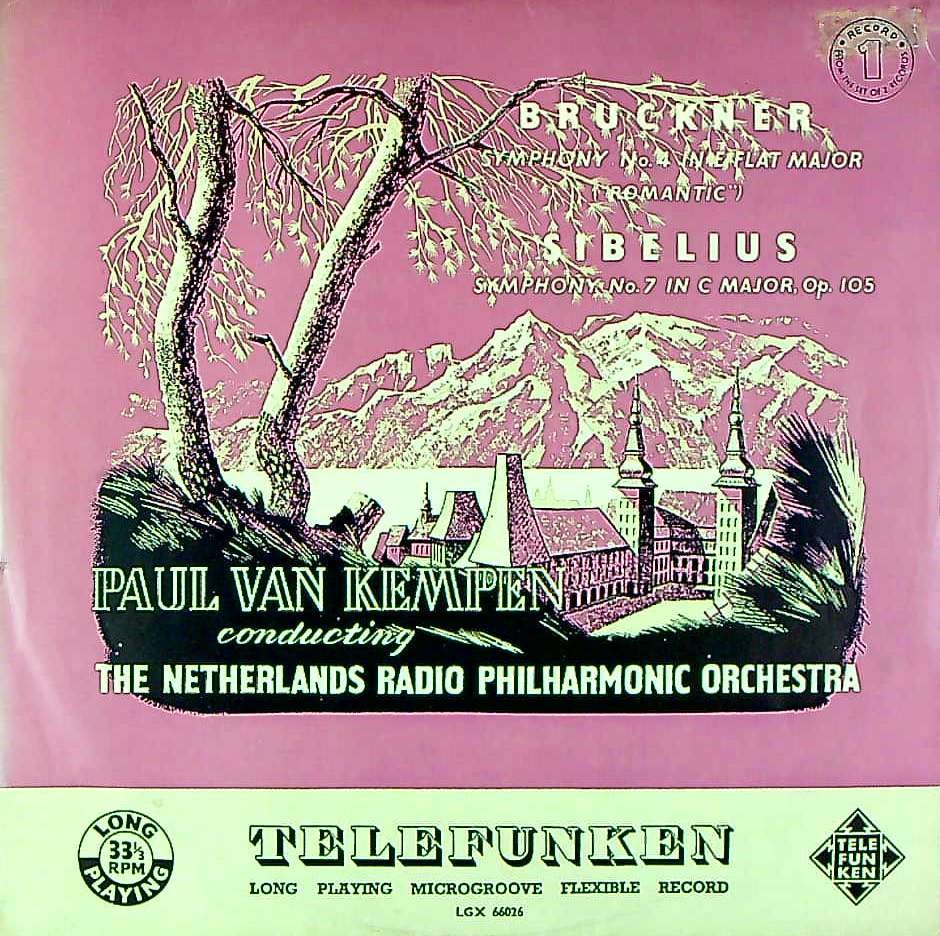 RECORD
1
FROM THE SET OF 2 RECORDS
BRUCKNER
SYMPHONY No. 4 IN E FLAT MAJOR
("ROMANTIC")
SIBELIUS
SYMPHONY No. 7 IN C MAJOR, Op. 105
PAUL VAN KEMPEN
conducting
THE NETHERLANDS RADIO PHILHARMONIC ORCHESTRA
LONG
33⅓
RPM
PLAYING
TELEFUNKEN
LONG PLAYING MICROGROOVE FLEXIBLE RECORD
LGX 66026
TELE
FUN
KEN